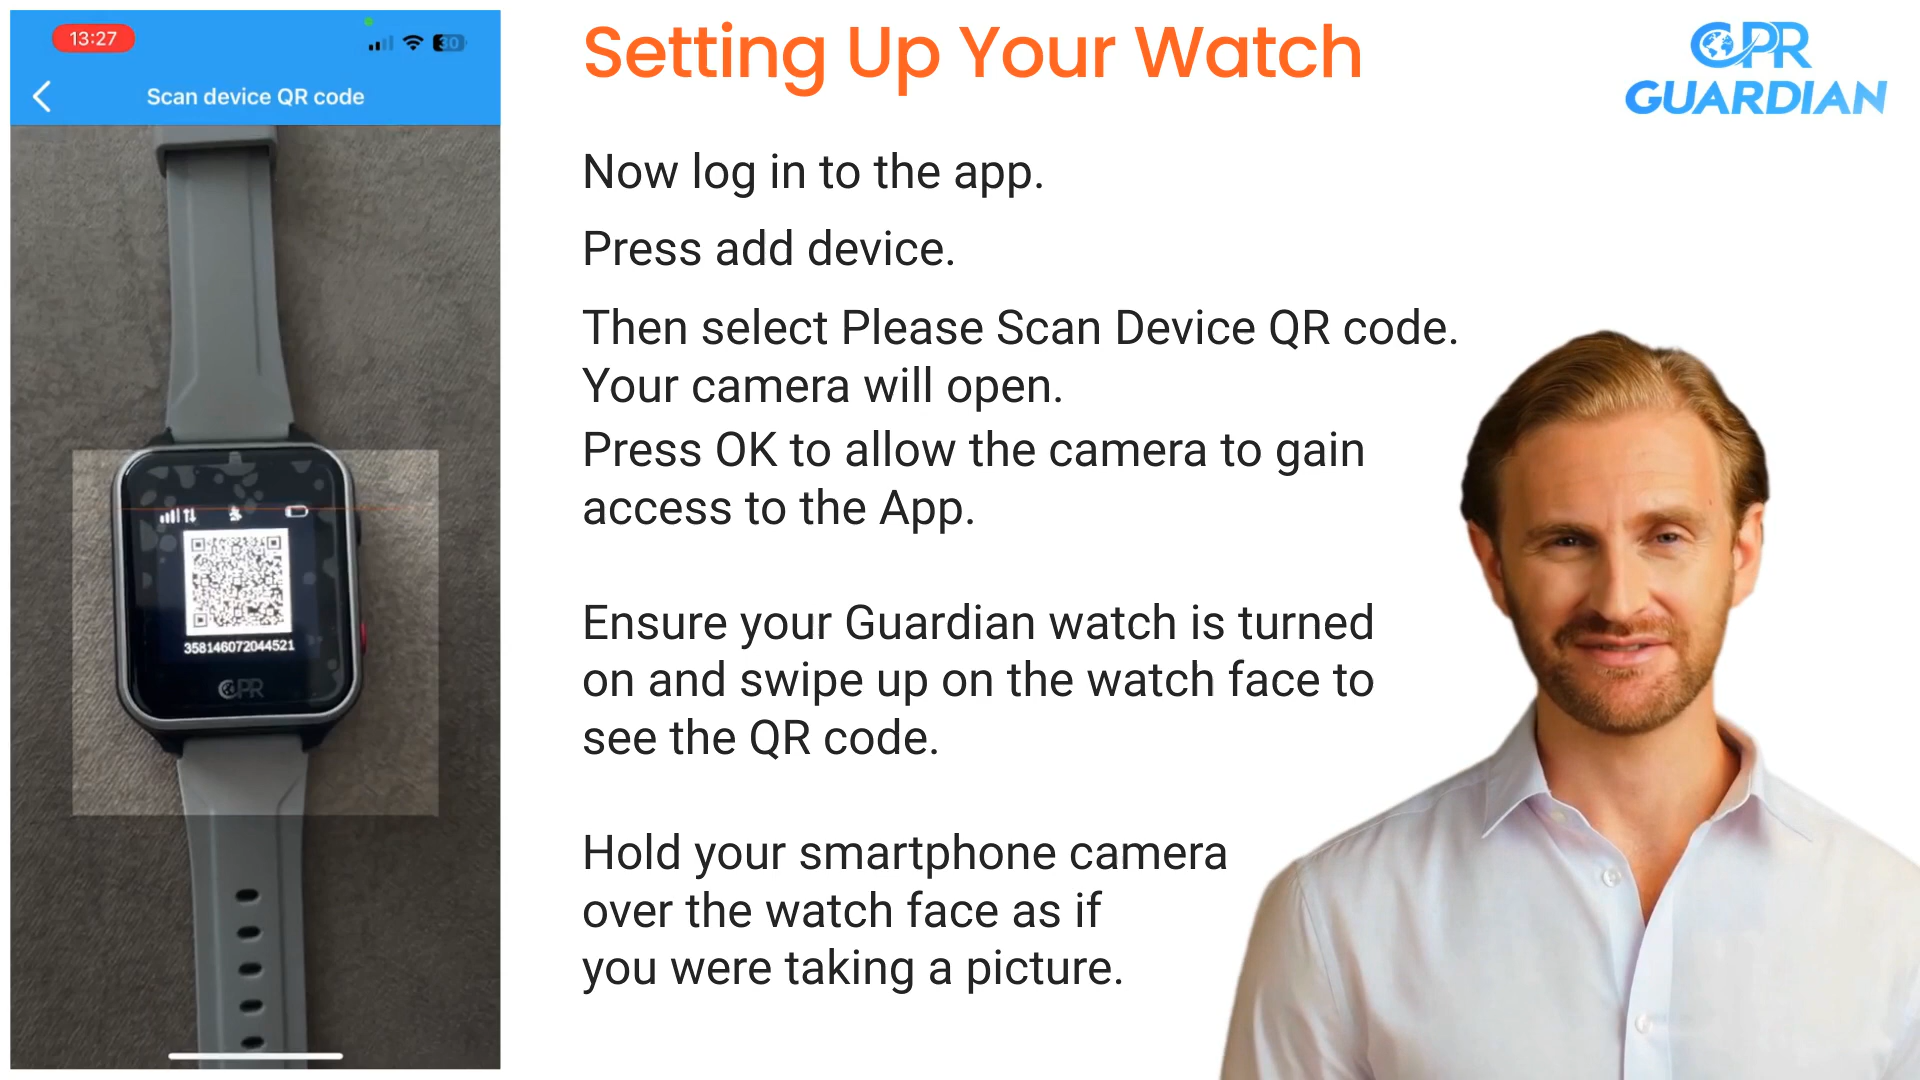 13:27
30
Scan device QR code
358146072044521
CPR
Setting Up Your Watch
CPR
GUARDIAN
Now log in to the app.
Press add device.
Then select Please Scan Device QR code.
Your camera will open.
Press OK to allow the camera to gain
access to the App.
Ensure your Guardian watch is turned
on and swipe up on the watch face to
see the QR code.
Hold your smartphone camera
over the watch face as if
you were taking a picture.